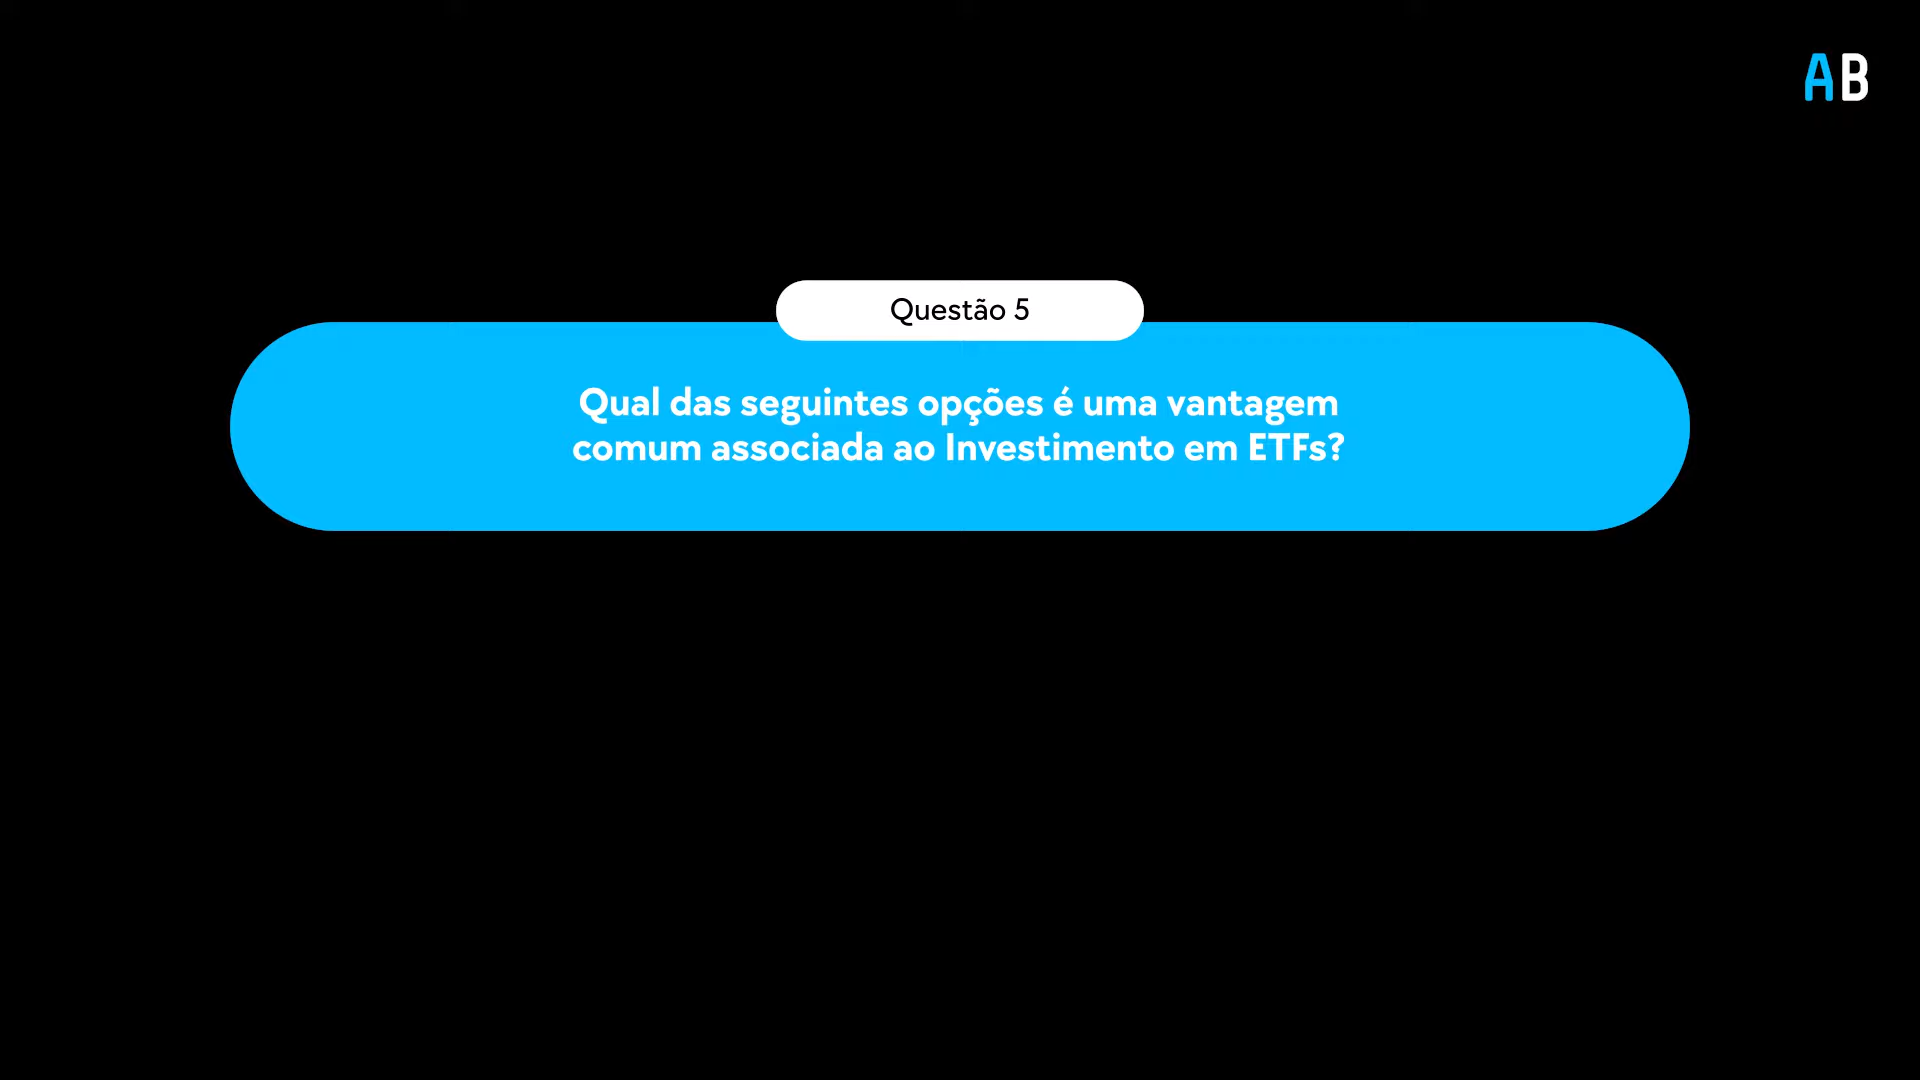 AB
Questão 5
Qual das seguintes opções é uma vantagem
comum associada ao Investimento em ETFs?